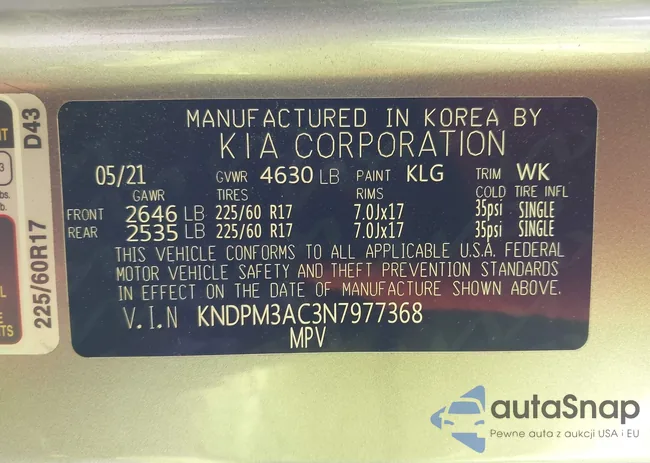 MANUFACTURED IN KOREA BY
KIA CORPORATION
05/21 GVWR 4630 LB PAINT KLG TRIM WK
GAWR TIRES RIMS COLD TIRE INFL
FRONT 2646 LB 225/60 R17 7.0Jx17 35psi SINGLE
REAR 2535 LB 225/60 R17 7.0Jx17 35psi SINGLE
THIS VEHICLE CONFORMS TO ALL APPLICABLE U.S.A. FEDERAL
MOTOR VEHICLE SAFETY AND THEFT PREVENTION STANDARDS
IN EFFECT ON THE DATE OF MANUFACTURE SHOWN ABOVE.
V.I.N KNDPM3AC3N7977368
MPV
D43
225/60R17
autaSnap
Pewne auta z aukcji USA i EU